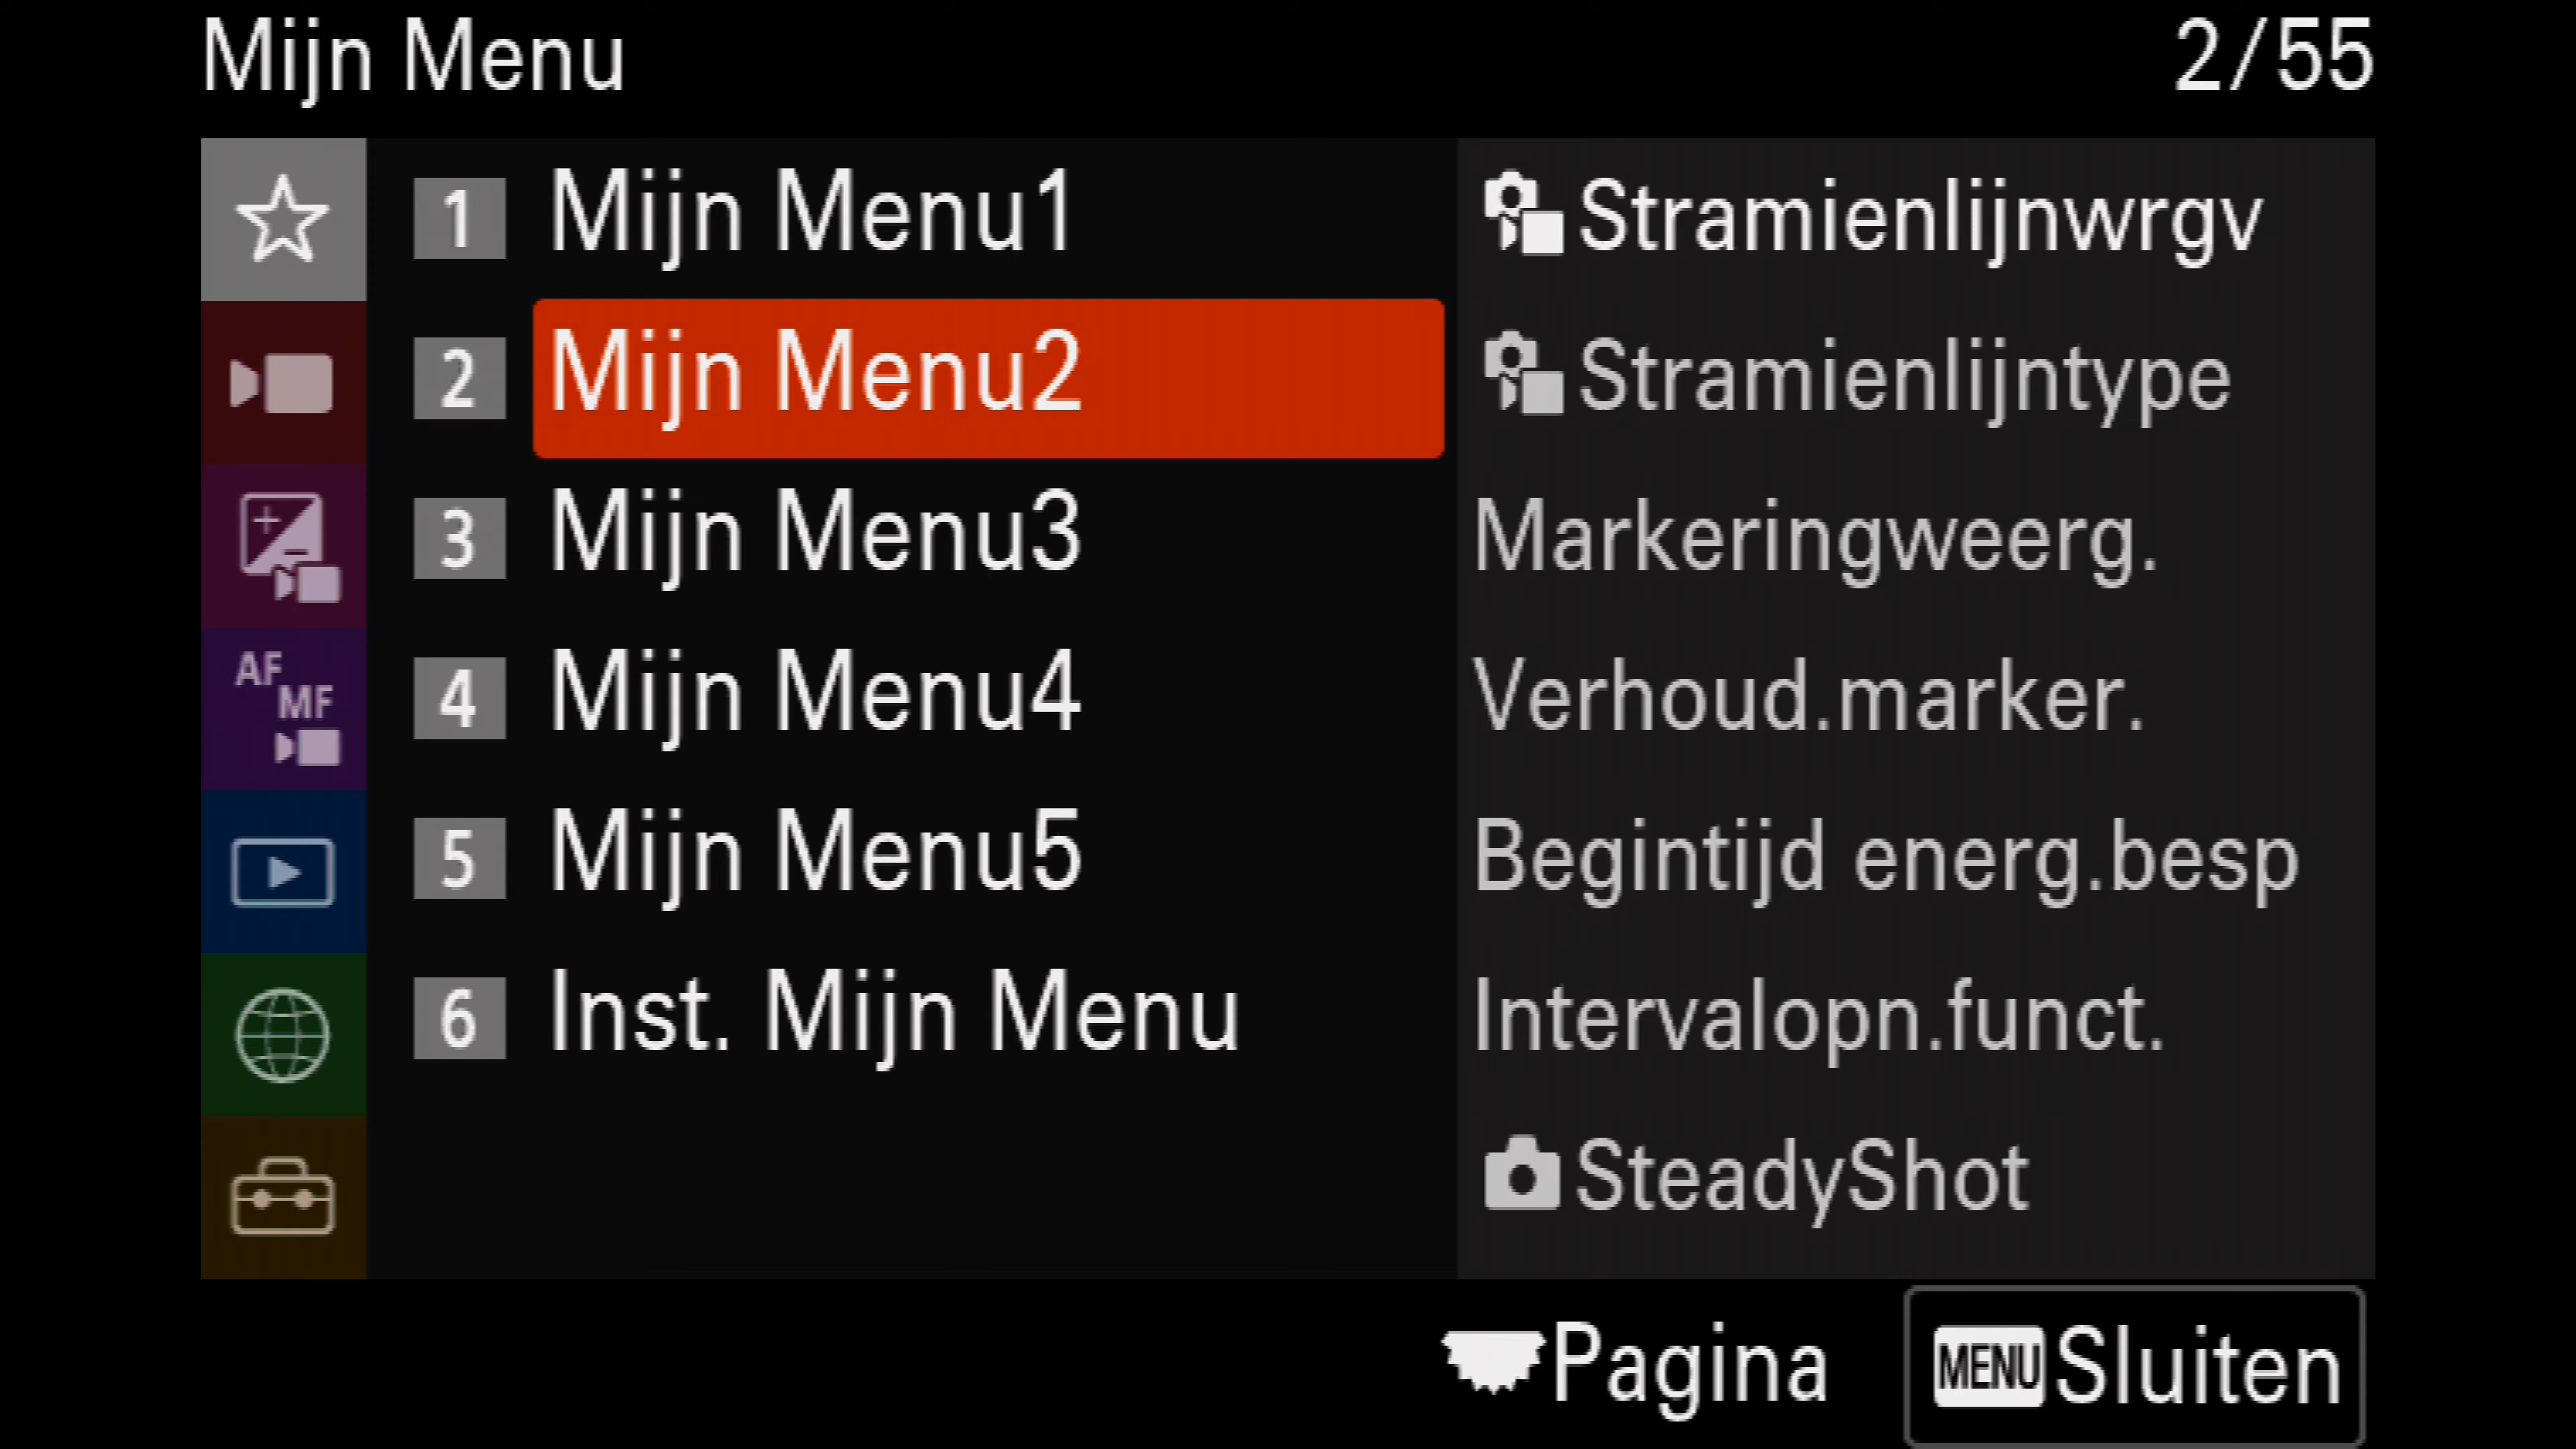 Mijn Menu 2/55
1 Mijn Menu1
2 Mijn Menu2
3 Mijn Menu3
4 Mijn Menu4
5 Mijn Menu5
6 Inst. Mijn Menu
AF
MF
Stramienlijnwrgv
Stramienlijntype
Markeringweerg.
Verhoud.marker.
Begintijd energ.besp
Intervalopn.funct.
SteadyShot
Pagina
MENU Sluiten